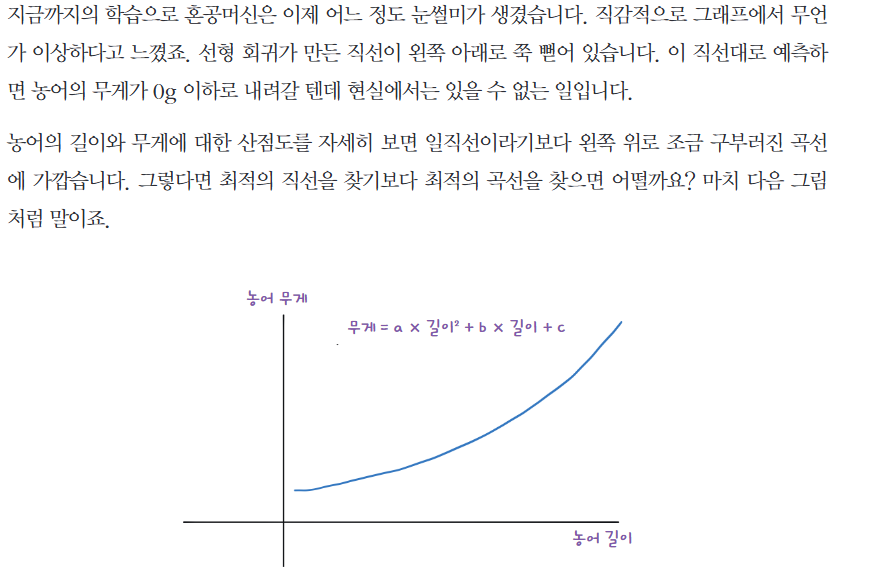 지금까지의 학습으로 혼공머신은 이제 어느 정도 눈썰미가 생겼습니다. 직감적으로 그래프에서 무언
가 이상하다고 느꼈죠. 선형 회귀가 만든 직선이 왼쪽 아래로 쭉 뻗어 있습니다. 이 직선대로 예측하
면 농어의 무게가 0g 이하로 내려갈 텐데 현실에서는 있을 수 없는 일입니다.
농어의 길이와 무게에 대한 산점도를 자세히 보면 일직선이라기보다 왼쪽 위로 조금 구부러진 곡선
에 가깝습니다. 그렇다면 최적의 직선을 찾기보다 최적의 곡선을 찾으면 어떨까요? 마치 다음 그림
처럼 말이죠.
농어 무게
무게 = a × 길이² + b × 길이 + c
농어 길이